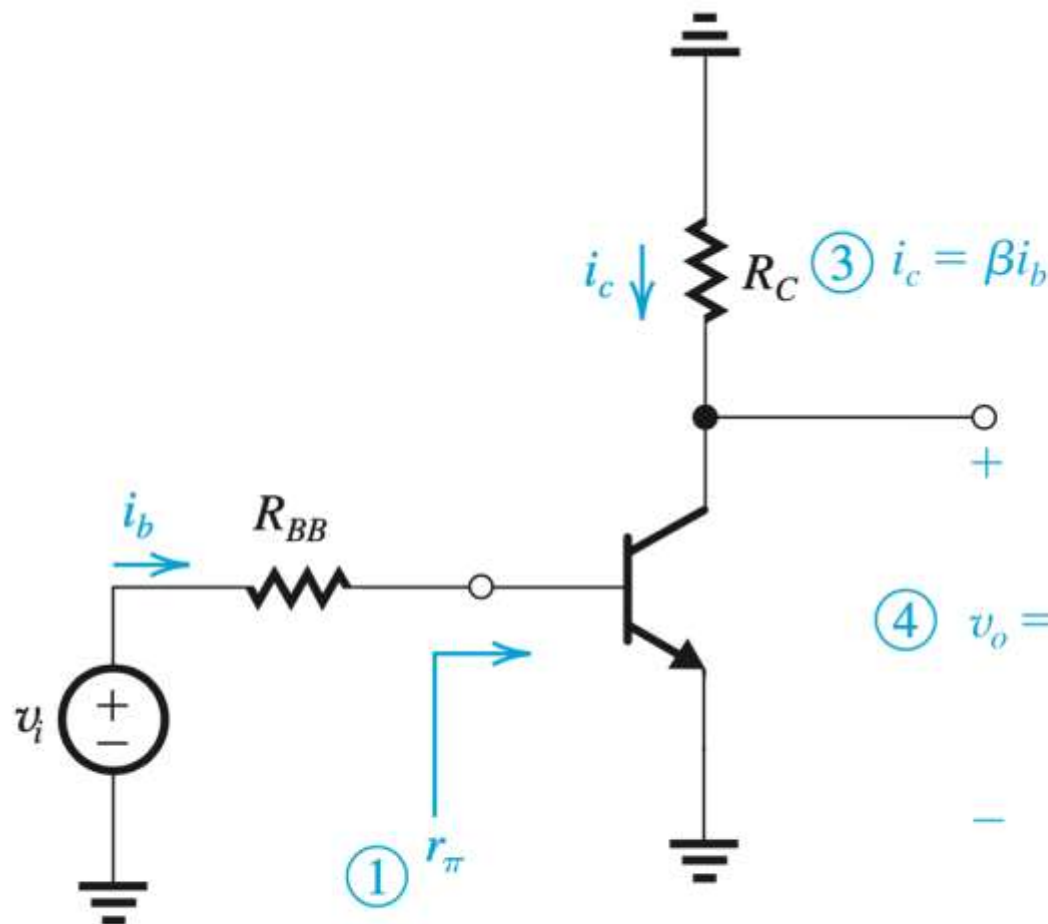 i_c
R_C
③ i_c = βi_b
+
i_b
R_BB
④ v_o =
+
−
v_i
−
① r_π